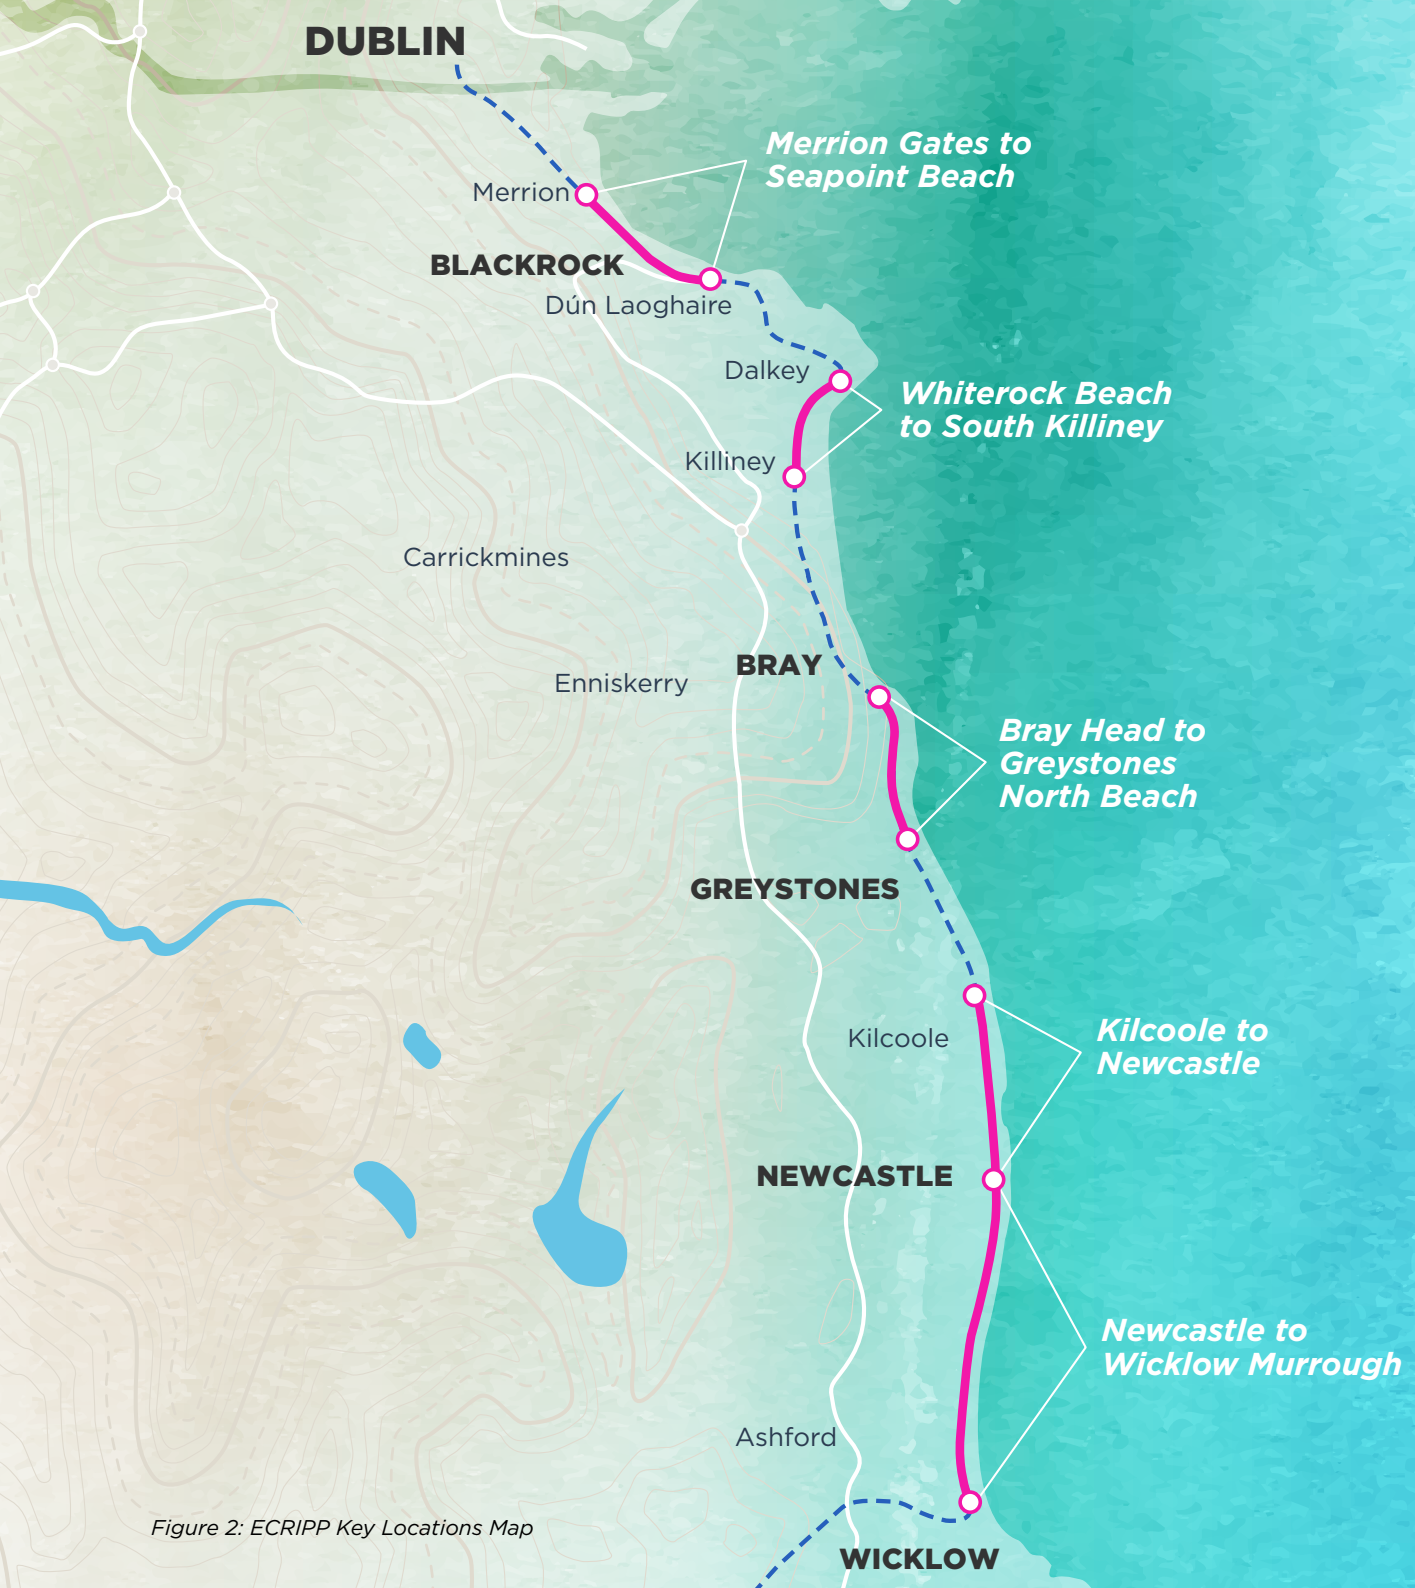 DUBLIN
Merrion Gates to
Seapoint Beach
Merrion
BLACKROCK
Dún Laoghaire
Dalkey
Whiterock Beach
to South Killiney
Killiney
Carrickmines
BRAY
Enniskerry
Bray Head to
Greystones
North Beach
GREYSTONES
Kilcoole
Kilcoole to
Newcastle
NEWCASTLE
Newcastle to
Wicklow Murrough
Ashford
Figure 2: ECRIPP Key Locations Map
WICKLOW